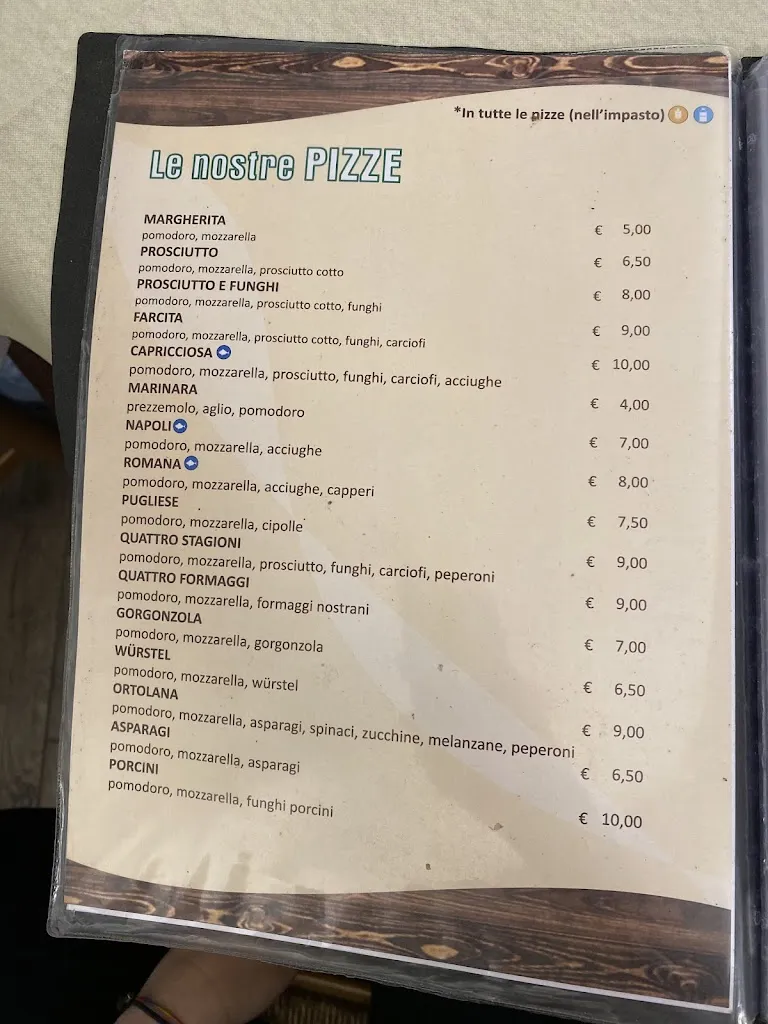 *In tutte le pizze (nell'impasto)
Le nostre PIZZE
MARGHERITA
pomodoro, mozzarella € 5,00
PROSCIUTTO
pomodoro, mozzarella, prosciutto cotto € 6,50
PROSCIUTTO E FUNGHI
pomodoro, mozzarella, prosciutto cotto, funghi € 8,00
FARCITA
pomodoro, mozzarella, prosciutto cotto, funghi, carciofi € 9,00
CAPRICCIOSA
pomodoro, mozzarella, prosciutto, funghi, carciofi, acciughe € 10,00
MARINARA
prezzemolo, aglio, pomodoro € 4,00
NAPOLI
pomodoro, mozzarella, acciughe € 7,00
ROMANA
pomodoro, mozzarella, acciughe, capperi € 8,00
PUGLIESE
pomodoro, mozzarella, cipolle € 7,50
QUATTRO STAGIONI
pomodoro, mozzarella, prosciutto, funghi, carciofi, peperoni € 9,00
QUATTRO FORMAGGI
pomodoro, mozzarella, formaggi nostrani € 9,00
GORGONZOLA
pomodoro, mozzarella, gorgonzola € 7,00
WÜRSTEL
pomodoro, mozzarella, würstel € 6,50
ORTOLANA
pomodoro, mozzarella, asparagi, spinaci, zucchine, melanzane, peperoni € 9,00
ASPARAGI
pomodoro, mozzarella, asparagi € 6,50
PORCINI
pomodoro, mozzarella, funghi porcini € 10,00